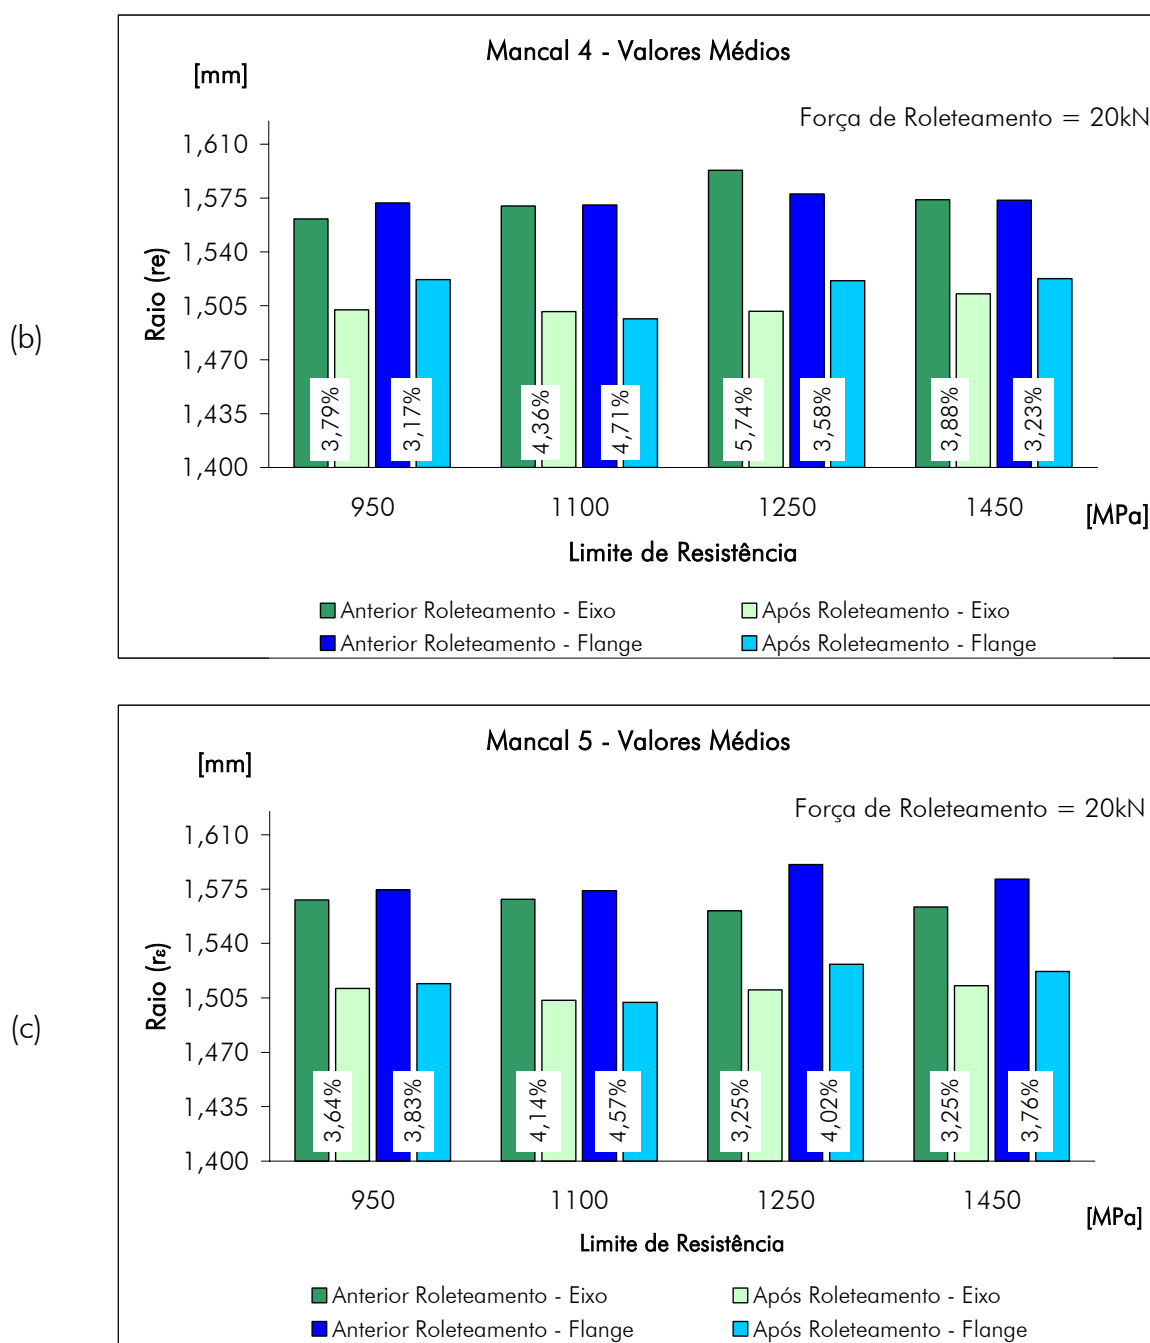 (b)
Mancal 4 - Valores Médios
[mm]
Força de Roleteamento = 20kN
1,610
1,575
1,540
1,505
1,470
1,435
1,400
Raio (re)
3,79% 3,17% 4,36% 4,71% 5,74% 3,58% 3,88% 3,23%
950 1100 1250 1450 [MPa]
Limite de Resistência
Anterior Roleteamento - Eixo Após Roleteamento - Eixo
Anterior Roleteamento - Flange Após Roleteamento - Flange
(c)
Mancal 5 - Valores Médios
[mm]
Força de Roleteamento = 20kN
1,610
1,575
1,540
1,505
1,470
1,435
1,400
Raio (rε)
3,64% 3,83% 4,14% 4,57% 3,25% 4,02% 3,25% 3,76%
950 1100 1250 1450 [MPa]
Limite de Resistência
Anterior Roleteamento - Eixo Após Roleteamento - Eixo
Anterior Roleteamento - Flange Após Roleteamento - Flange